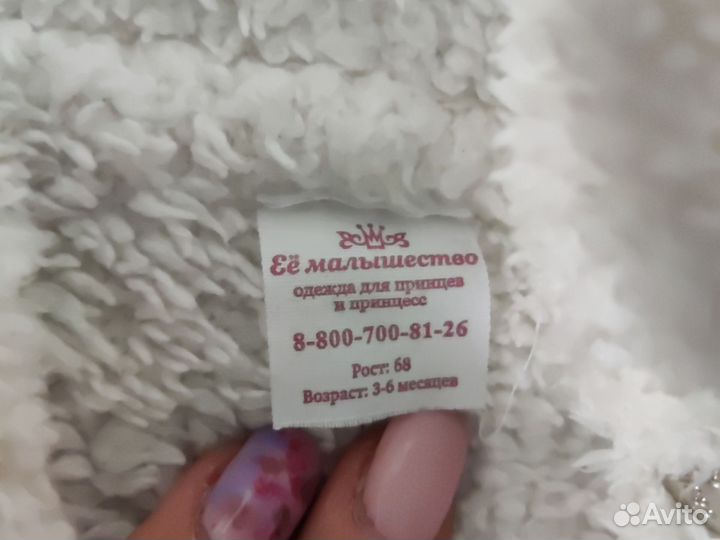 Её малышество
одежда для принцев
и принцесс
8-800-700-81-26
Рост: 68
Возраст: 3-6 месяцев
Avito